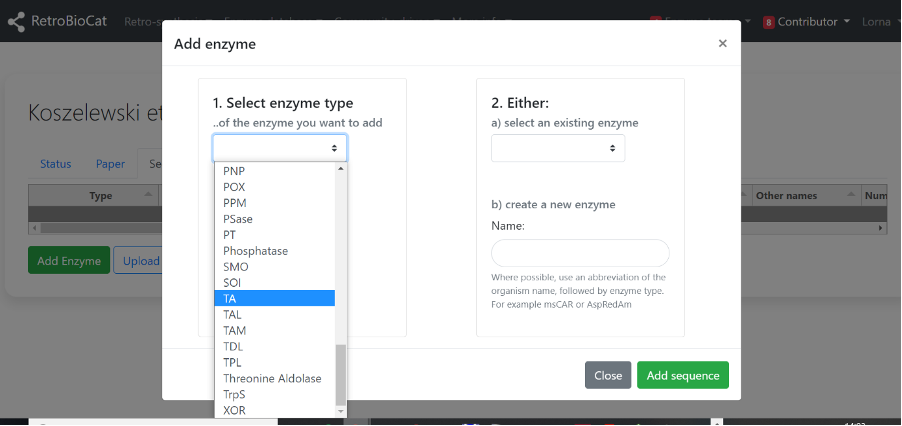 RetroBioCat
Contributor
Lorna
Add enzyme
×
Koszelewski et
Status
Paper
Se
Type
Other names
Num
Add Enzyme
Upload
1. Select enzyme type
..of the enzyme you want to add
PNP
POX
PPM
PSase
PT
Phosphatase
SMO
SOI
TA
TAL
TAM
TDL
TPL
Threonine Aldolase
TrpS
XOR
2. Either:
a) select an existing enzyme
b) create a new enzyme
Name:
Where possible, use an abbreviation of the
organism name, followed by enzyme type.
For example msCAR or AspRedAm
Close
Add sequence